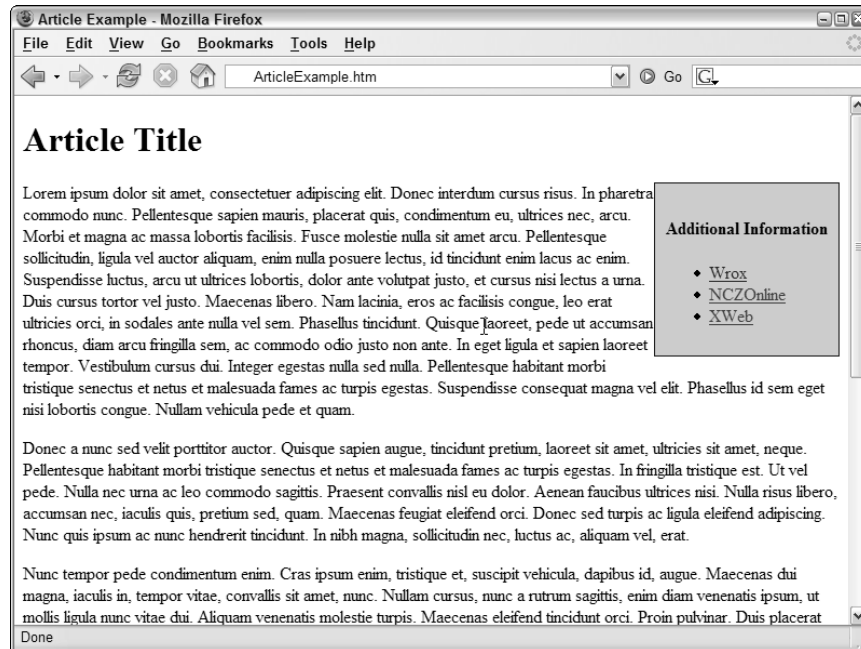 Article Example - Mozilla Firefox
File Edit View Go Bookmarks Tools Help
ArticleExample.htm
Go
G
Article Title
Lorem ipsum dolor sit amet, consectetuer adipiscing elit. Donec interdum cursus risus. In pharetra
commodo nunc. Pellentesque sapien mauris, placerat quis, condimentum eu, ultrices nec, arcu.
Morbi et magna ac massa lobortis facilisis. Fusce molestie nulla sit amet arcu. Pellentesque
sollicitudin, ligula vel auctor aliquam, enim nulla posuere lectus, id tincidunt enim lacus ac enim.
Suspendisse luctus, arcu ut ultrices lobortis, dolor ante volutpat justo, et cursus nisi lectus a urna.
Duis cursus tortor vel justo. Maecenas libero. Nam lacinia, eros ac facilisis congue, leo erat
ultricies orci, in sodales ante nulla vel sem. Phasellus tincidunt. Quisque laoreet, pede ut accumsan
rhoncus, diam arcu fringilla sem, ac commodo odio justo non ante. In eget ligula et sapien laoreet
tempor. Vestibulum cursus dui. Integer egestas nulla sed nulla. Pellentesque habitant morbi
tristique senectus et netus et malesuada fames ac turpis egestas. Suspendisse consequat magna vel elit. Phasellus id sem eget
nisi lobortis congue. Nullam vehicula pede et quam.
Additional Information
Wrox
NCZOnline
XWeb
Donec a nunc sed velit porttitor auctor. Quisque sapien augue, tincidunt pretium, laoreet sit amet, ultricies sit amet, neque.
Pellentesque habitant morbi tristique senectus et netus et malesuada fames ac turpis egestas. In fringilla tristique est. Ut vel
pede. Nulla nec urna ac leo commodo sagittis. Praesent convallis nisl eu dolor. Aenean faucibus ultrices nisi. Nulla risus libero,
accumsan nec, iaculis quis, pretium sed, quam. Maecenas feugiat eleifend orci. Donec sed turpis ac ligula eleifend adipiscing.
Nunc quis ipsum ac nunc hendrerit tincidunt. In nibh magna, sollicitudin nec, luctus ac, aliquam vel, erat.
Nunc tempor pede condimentum enim. Cras ipsum enim, tristique et, suscipit vehicula, dapibus id, augue. Maecenas dui
magna, iaculis in, tempor vitae, convallis sit amet, nunc. Nullam cursus, nunc a rutrum sagittis, enim diam venenatis ipsum, ut
mollis ligula nunc vitae dui. Aliquam venenatis molestie turpis. Maecenas eleifend tincidunt orci. Proin pulvinar. Duis placerat
Done